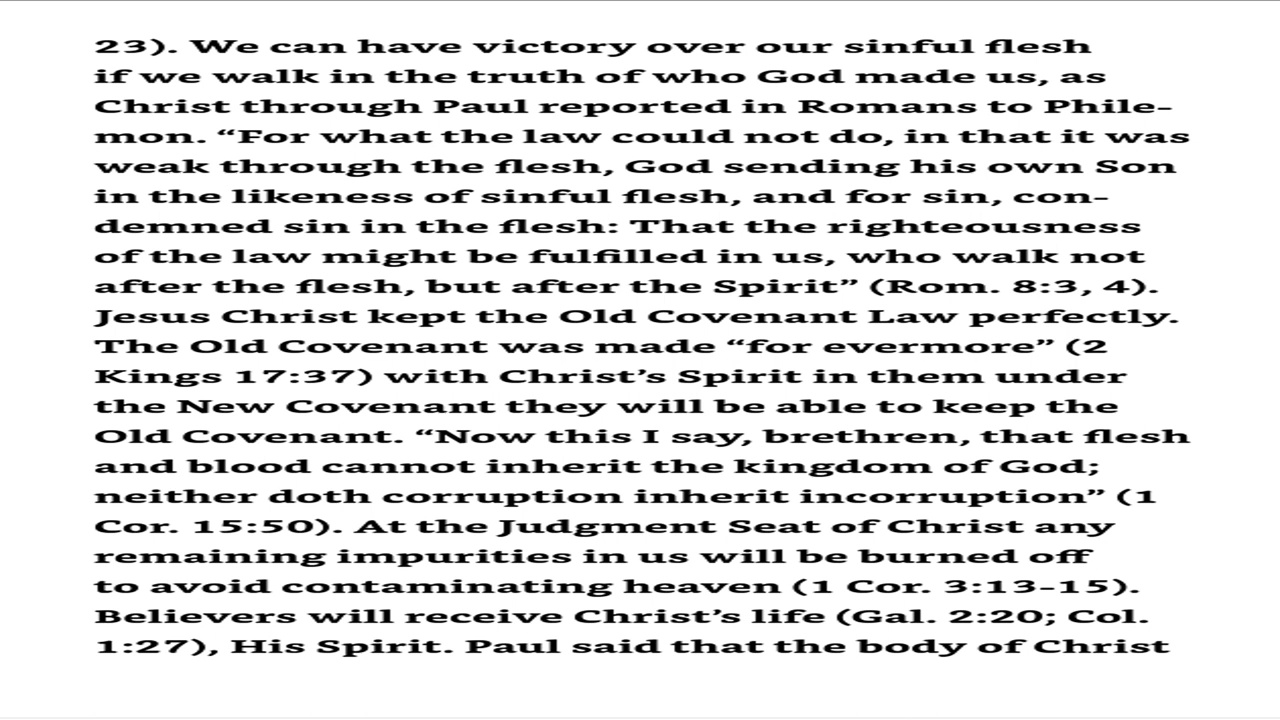 23). We can have victory over our sinful flesh
if we walk in the truth of who God made us, as
Christ through Paul reported in Romans to Phile-
mon. “For what the law could not do, in that it was
weak through the flesh, God sending his own Son
in the likeness of sinful flesh, and for sin, con-
demned sin in the flesh: That the righteousness
of the law might be fulfilled in us, who walk not
after the flesh, but after the Spirit” (Rom. 8:3, 4).
Jesus Christ kept the Old Covenant Law perfectly.
The Old Covenant was made “for evermore” (2
Kings 17:37) with Christ’s Spirit in them under
the New Covenant they will be able to keep the
Old Covenant. “Now this I say, brethren, that flesh
and blood cannot inherit the kingdom of God;
neither doth corruption inherit incorruption” (1
Cor. 15:50). At the Judgment Seat of Christ any
remaining impurities in us will be burned off
to avoid contaminating heaven (1 Cor. 3:13-15).
Believers will receive Christ’s life (Gal. 2:20; Col.
1:27), His Spirit. Paul said that the body of Christ